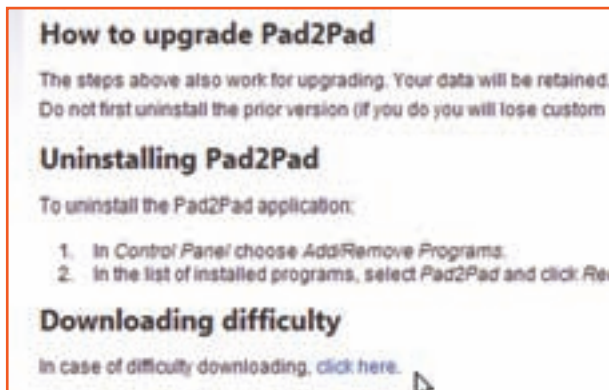 How to upgrade Pad2Pad
The steps above also work for upgrading. Your data will be retained.
Do not first uninstall the prior version (if you do you will lose custom
Uninstalling Pad2Pad
To uninstall the Pad2Pad application:
1. In Control Panel choose Add/Remove Programs.
2. In the list of installed programs, select Pad2Pad and click
Downloading difficulty
In case of difficulty downloading, click here.